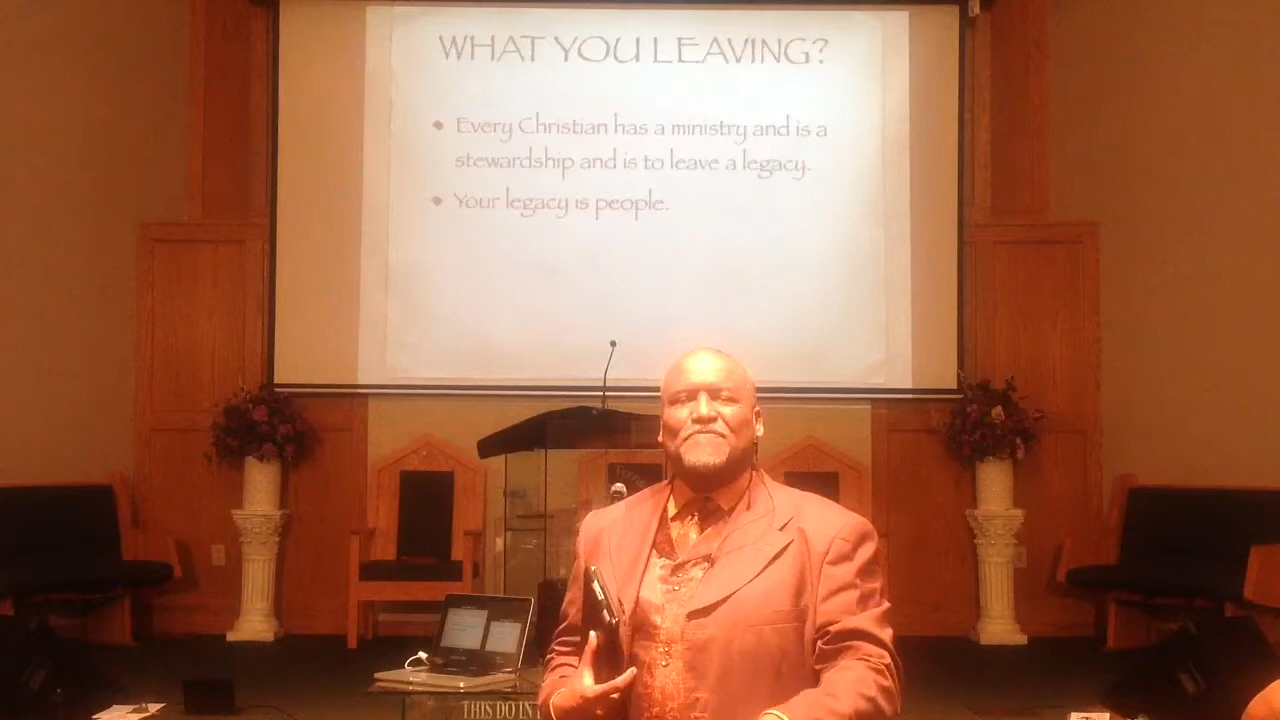 WHAT YOU LEAVING?
• Every Christian has a ministry and is a
stewardship and is to leave a legacy.
• Your legacy is people.
THIS DO IN